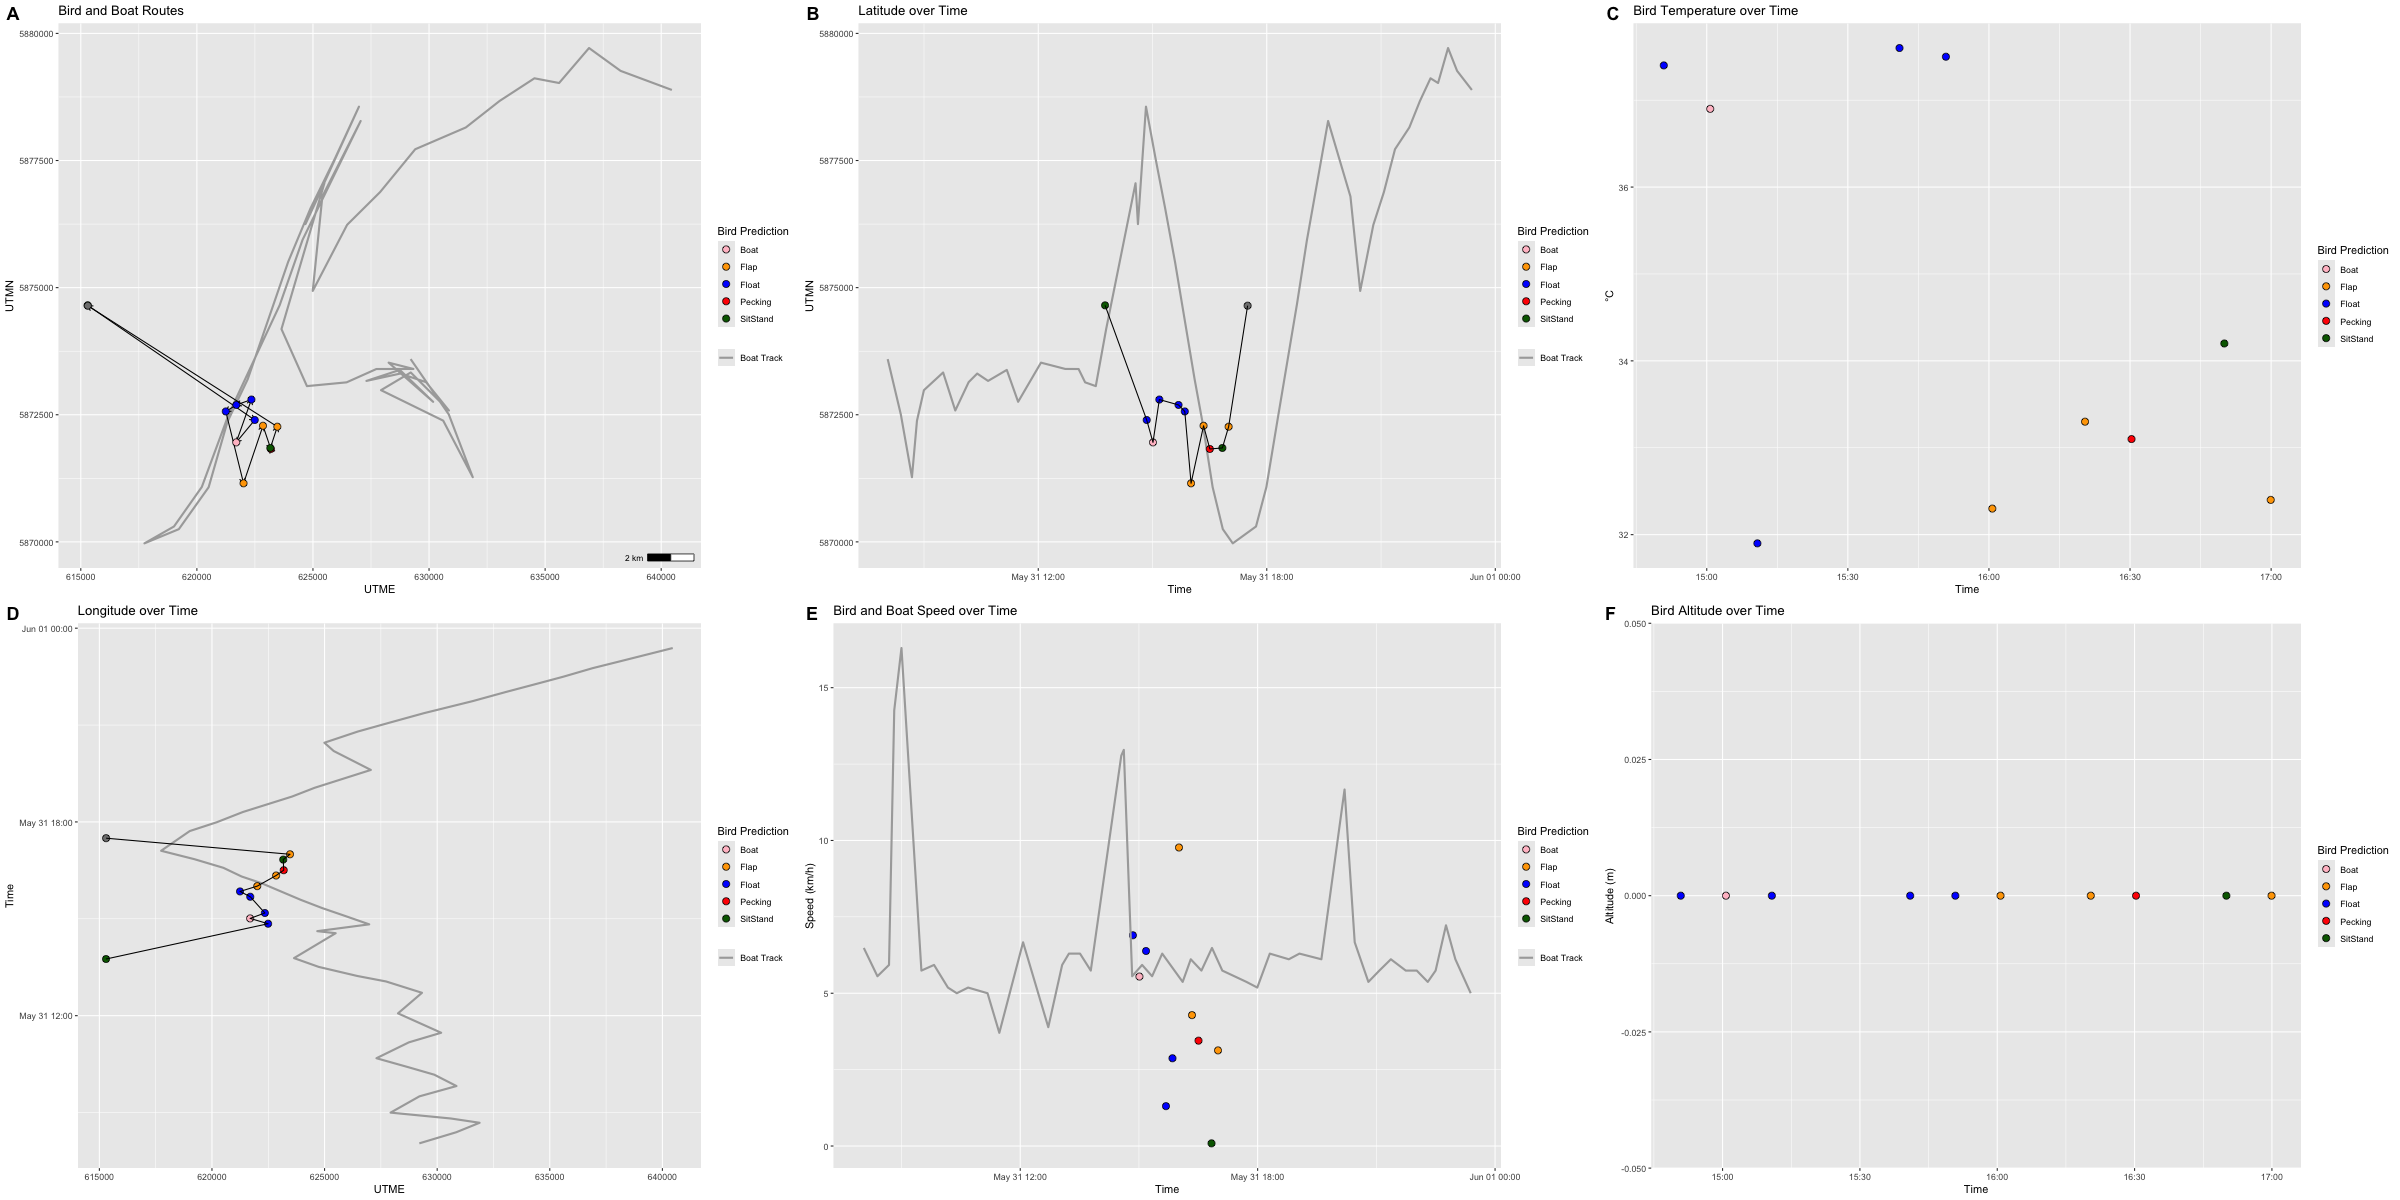 A Bird and Boat Routes
5880000
5877500
5875000
5872500
5870000
UTMN
615000 620000 625000 630000 635000 640000
UTME
2 km
Bird Prediction
Boat
Flap
Float
Pecking
SitStand
Boat Track
B Latitude over Time
5880000
5877500
5875000
5872500
5870000
UTMN
May 31 12:00 May 31 18:00 Jun 01 00:00
Time
Bird Prediction
Boat
Flap
Float
Pecking
SitStand
Boat Track
C Bird Temperature over Time
36
34
32
°C
15:00 15:30 16:00 16:30 17:00
Time
Bird Prediction
Boat
Flap
Float
Pecking
SitStand
D Longitude over Time
Jun 01 00:00
May 31 18:00
May 31 12:00
Time
615000 620000 625000 630000 635000 640000
UTME
Bird Prediction
Boat
Flap
Float
Pecking
SitStand
Boat Track
E Bird and Boat Speed over Time
15
10
5
0
Speed (km/h)
May 31 12:00 May 31 18:00 Jun 01 00:00
Time
Bird Prediction
Boat
Flap
Float
Pecking
SitStand
Boat Track
F Bird Altitude over Time
0.050
0.025
0.000
-0.025
-0.050
Altitude (m)
15:00 15:30 16:00 16:30 17:00
Time
Bird Prediction
Boat
Flap
Float
Pecking
SitStand